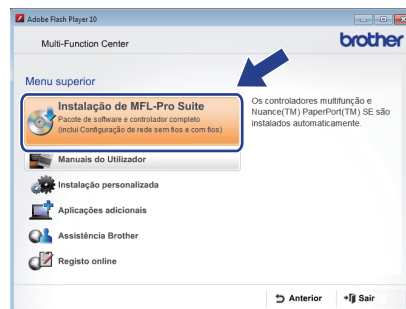 Adobe Flash Player 10
Multi-Function Center
brother
Menu superior
Instalação de MFL-Pro Suite
Pacote de software e controlador completo
(inclui Configuração de rede sem fios e com fios)
Os controladores multifunção e
Nuance(TM) PaperPort(TM) SE são
instalados automaticamente.
Manuais do Utilizador
Instalação personalizada
Aplicações adicionais
Assistência Brother
Registo online
Anterior
Sair